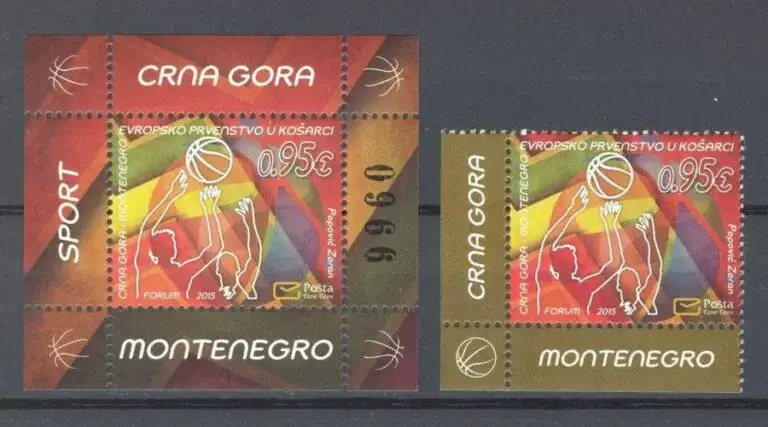 CRNA GORA
SPORT
EVROPSKO PRVENSTVO U KOŠARCI
0.95€
CRNA GORA · MONTENEGRO
Popović Zoran
FORUM 2015
Pošta
Crne Gore
0966
MONTENEGRO
CRNA GORA
EVROPSKO PRVENSTVO U KOŠARCI
0.95€
CRNA GORA · MONTENEGRO
Popović Zoran
FORUM 2015
Pošta
Crne Gore
MONTENEGRO